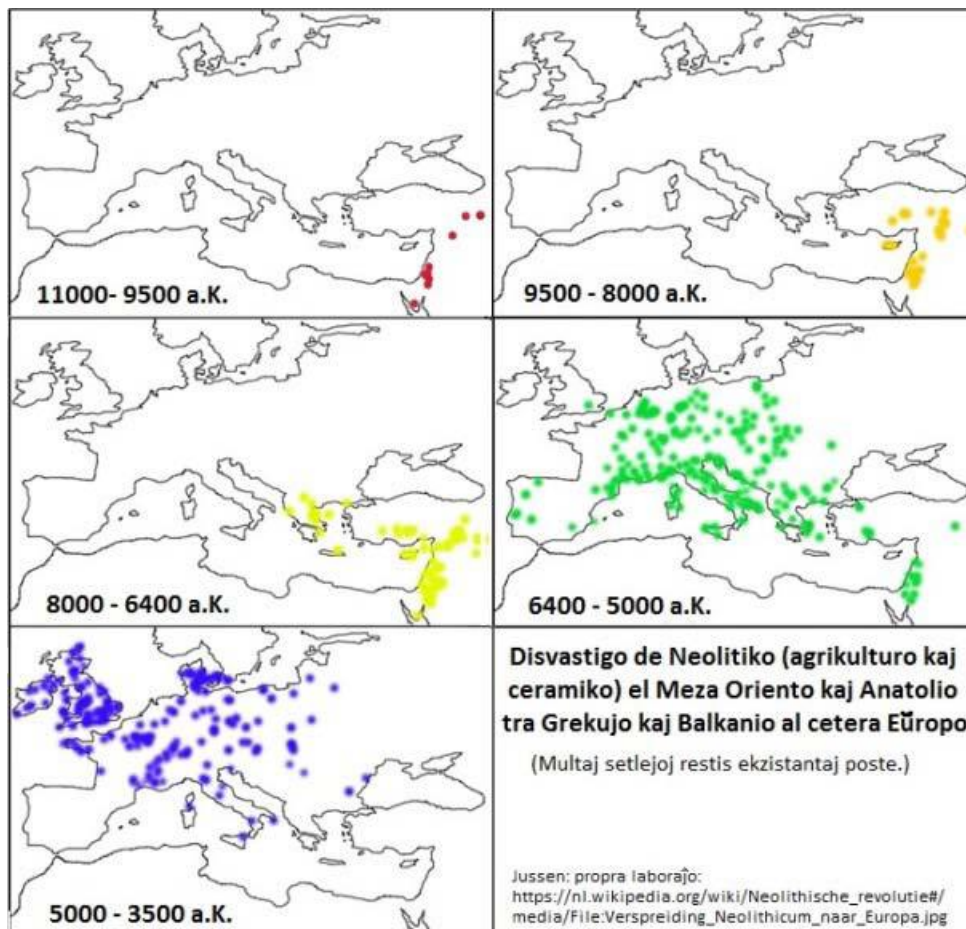 11000- 9500 a.K.
9500 - 8000 a.K.
8000 - 6400 a.K.
6400 - 5000 a.K.
5000 - 3500 a.K.
Disvastigo de Neolitiko (agrikulturo kaj
ceramiko) el Meza Oriento kaj Anatolio
tra Grekujo kaj Balkanio al cetera Eŭropo
(Multaj setlejoj restis ekzistantaj poste.)
Jussen: propra laboraĵo:
https://nl.wikipedia.org/wiki/Neolithische_revolutie#/
media/File:Verspreiding_Neolithicum_naar_Europa.jpg